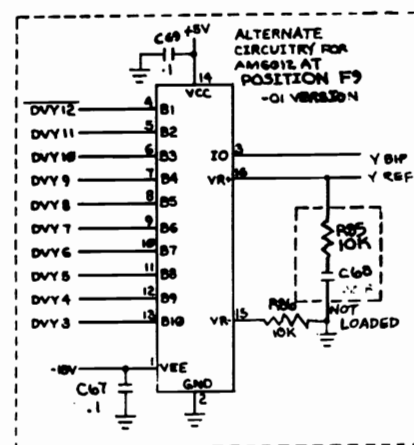 ALTERNATE
CIRCUITRY FOR
AM6012 AT
POSITION F9
-01 VERSION
C69
.1
+5V
14
VCC
DVY12 4 B1
DVY11 5 B2
DVY10 6 B3
DVY9 7 B4
DVY8 8 B5
DVY7 9 B6
DVY6 10 B7
DVY5 11 B8
DVY4 12 B9
DVY3 13 B10
IO 3 Y BIP
VR+ 16 Y REF
R85
10K
C68
NOT
LOADED
VR- 15
R86
10K
-15V 1 VEE
C67
.1
GND
2